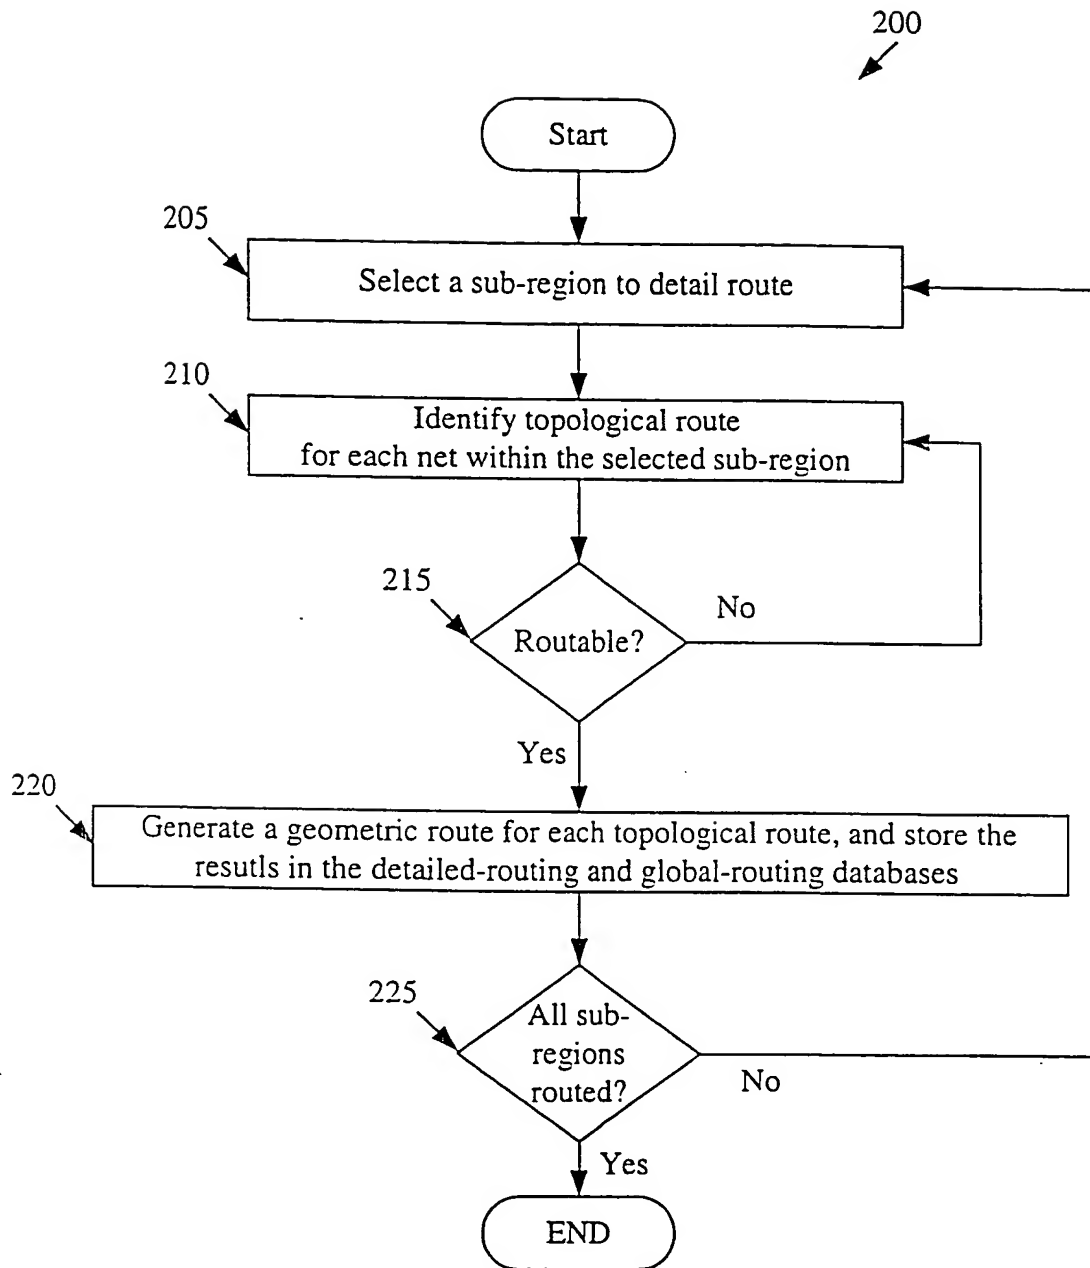 200
Start
205
Select a sub-region to detail route
210
Identify topological route
for each net within the selected sub-region
215
Routable?
No
Yes
220
Generate a geometric route for each topological route, and store the
resutls in the detailed-routing and global-routing databases
225
All sub-
regions
routed?
No
Yes
END